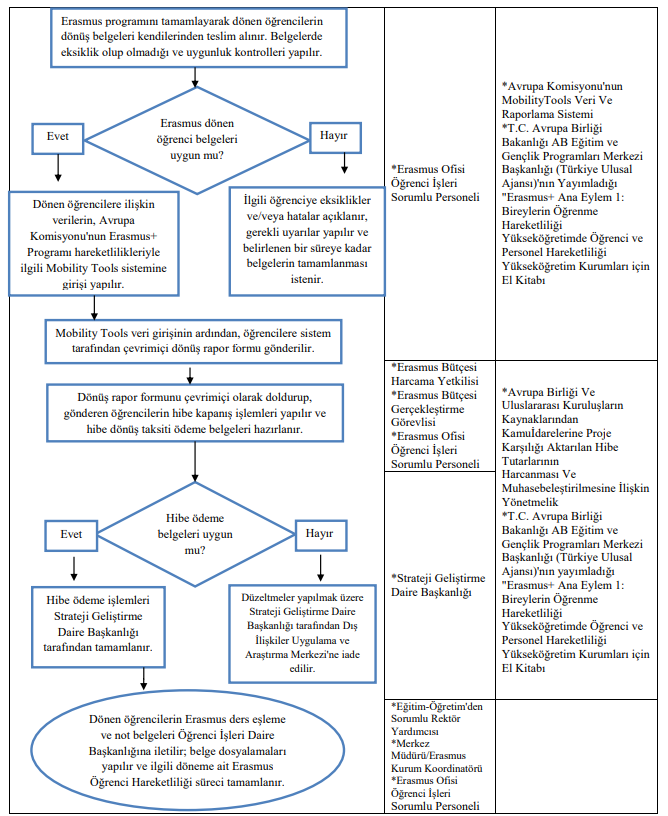 Erasmus programını tamamlayarak dönen öğrencilerin
dönüş belgeleri kendilerinden teslim alınır. Belgelerde
eksiklik olup olmadığı ve uygunluk kontrolleri yapılır.
Erasmus dönen
öğrenci belgeleri
uygun mu?
Evet
Hayır
Dönen öğrencilere ilişkin
verilerin, Avrupa
Komisyonu'nun Erasmus+
Programı hareketlilikleriyle
ilgili Mobility Tools sistemine
girişi yapılır.
İlgili öğrenciye eksiklikler
ve/veya hatalar açıklanır,
gerekli uyarılar yapılır ve
belirlenen bir süreye kadar
belgelerin tamamlanması
istenir.
Mobility Tools veri girişinin ardından, öğrencilere sistem
tarafından çevrimiçi dönüş rapor formu gönderilir.
*Erasmus Ofisi
Öğrenci İşleri
Sorumlu Personeli
*Avrupa Komisyonu'nun
MobilityTools Veri Ve
Raporlama Sistemi
*T.C. Avrupa Birliği
Bakanlığı AB Eğitim ve
Gençlik Programları Merkezi
Başkanlığı (Türkiye Ulusal
Ajansı)'nın Yayımladığı
"Erasmus+ Ana Eylem 1:
Bireylerin Öğrenme
Hareketliliği
Yükseköğretimde Öğrenci ve
Personel Hareketliliği
Yükseköğretim Kurumları için
El Kitabı
Dönüş rapor formunu çevrimiçi olarak doldurup,
gönderen öğrencilerin hibe kapanış işlemleri yapılır ve
hibe dönüş taksiti ödeme belgeleri hazırlanır.
*Erasmus Bütçesi
Harcama Yetkilisi
*Erasmus Bütçesi
Gerçekleştirme
Görevlisi
*Erasmus Ofisi
Öğrenci İşleri
Sorumlu Personeli
Hibe ödeme
belgeleri uygun
mu?
Evet
Hayır
Hibe ödeme işlemleri
Strateji Geliştirme
Daire Başkanlığı
tarafından tamamlanır.
Düzeltmeler yapılmak üzere
Strateji Geliştirme Daire
Başkanlığı tarafından Dış
İlişkiler Uygulama ve
Araştırma Merkezi'ne iade
edilir.
*Strateji Geliştirme
Daire Başkanlığı
*Avrupa Birliği Ve
Uluslararası Kuruluşların
Kaynaklarından
Kamuİdarelerine Proje
Karşılığı Aktarılan Hibe
Tutarlarının
Harcanması Ve
Muhasebeleştirilmesine İlişkin
Yönetmelik
*T.C. Avrupa Birliği
Bakanlığı AB Eğitim ve
Gençlik Programları Merkezi
Başkanlığı (Türkiye Ulusal
Ajansı)'nın yayımladığı
"Erasmus+ Ana Eylem 1:
Bireylerin Öğrenme
Hareketliliği
Yükseköğretimde Öğrenci ve
Personel Hareketliliği
Yükseköğretim Kurumları için
El Kitabı
Dönen öğrencilerin Erasmus ders eşleme
ve not belgeleri Öğrenci İşleri Daire
Başkanlığına iletilir; belge dosyalamaları
yapılır ve ilgili döneme ait Erasmus
Öğrenci Hareketliliği süreci tamamlanır.
*Eğitim-Öğretim'den
Sorumlu Rektör
Yardımcısı
*Merkez
Müdürü/Erasmus
Kurum Koordinatörü
*Erasmus Ofisi
Öğrenci İşleri
Sorumlu Personeli